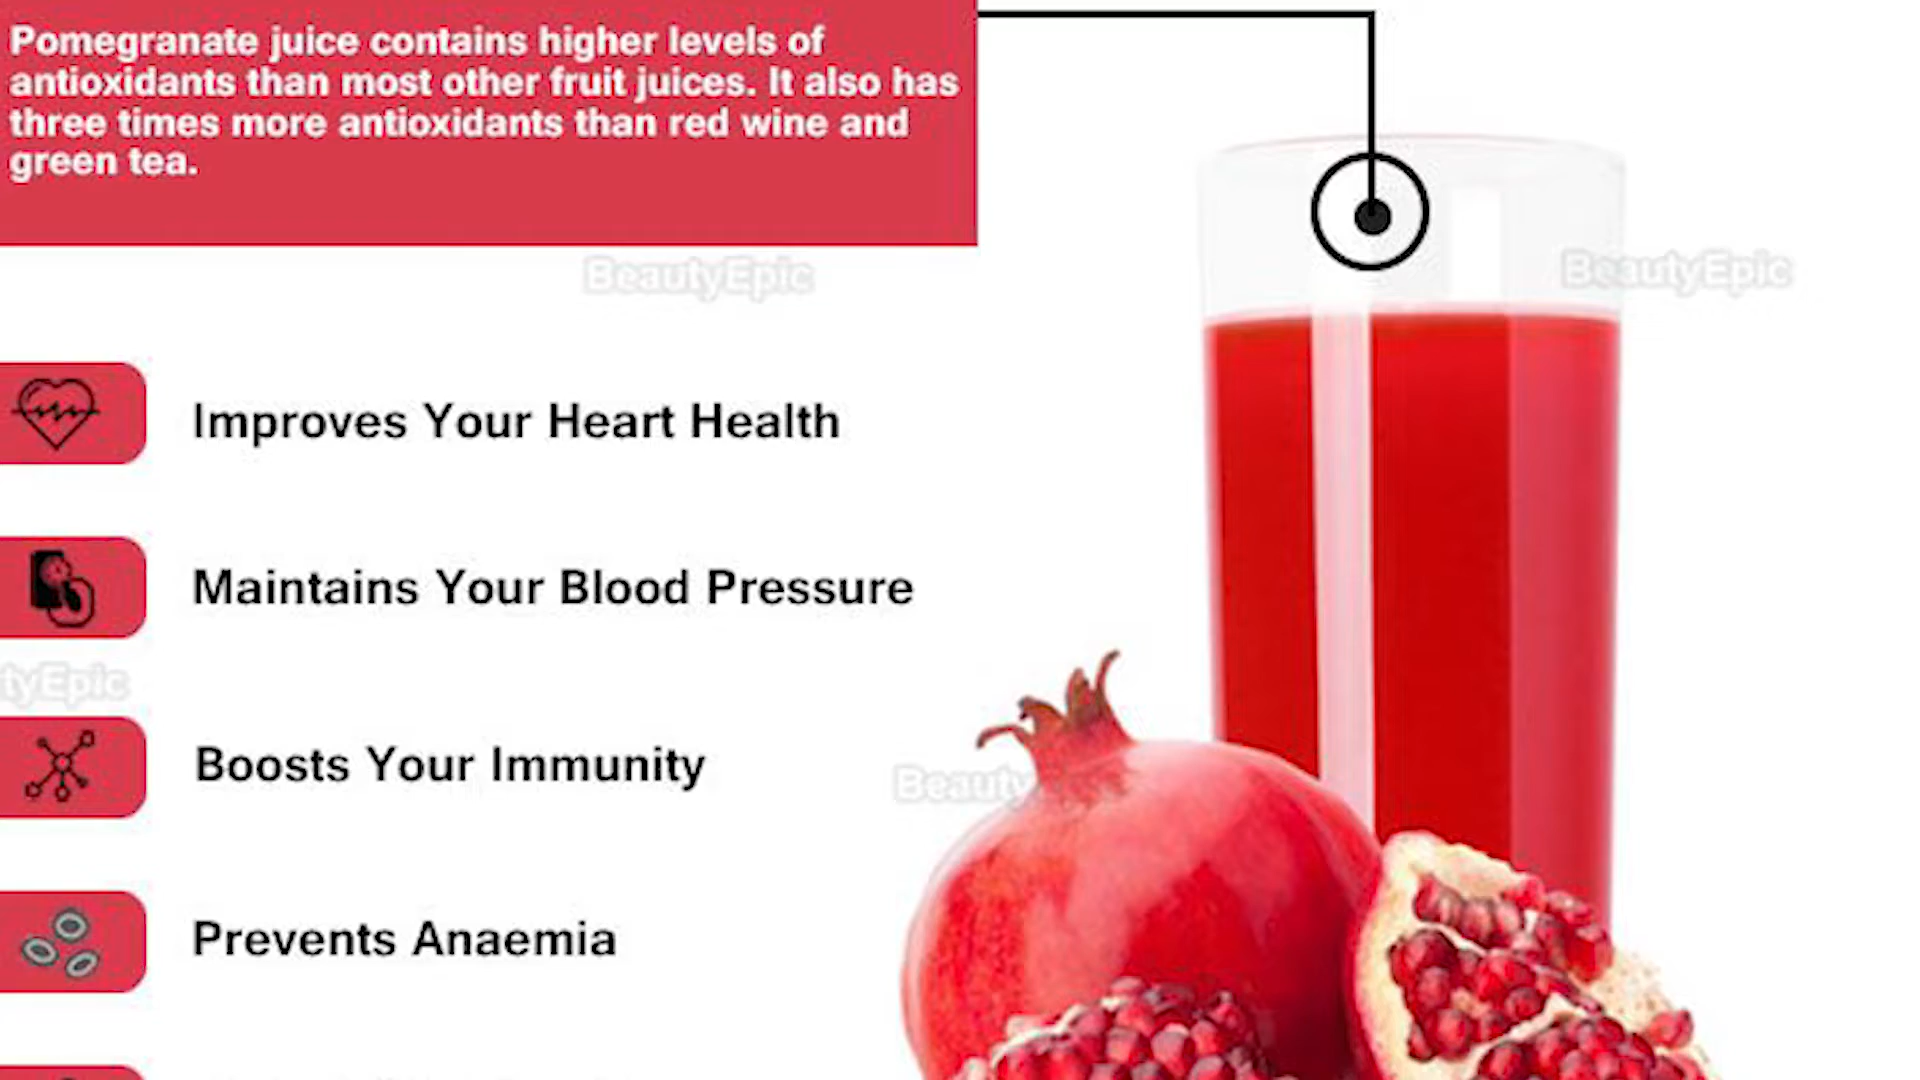 Pomegranate juice contains higher levels of
antioxidants than most other fruit juices. It also has
three times more antioxidants than red wine and
green tea.
BeautyEpic
BeautyEpic
Improves Your Heart Health
Maintains Your Blood Pressure
tyEpic
Boosts Your Immunity
Beauty
Prevents Anaemia